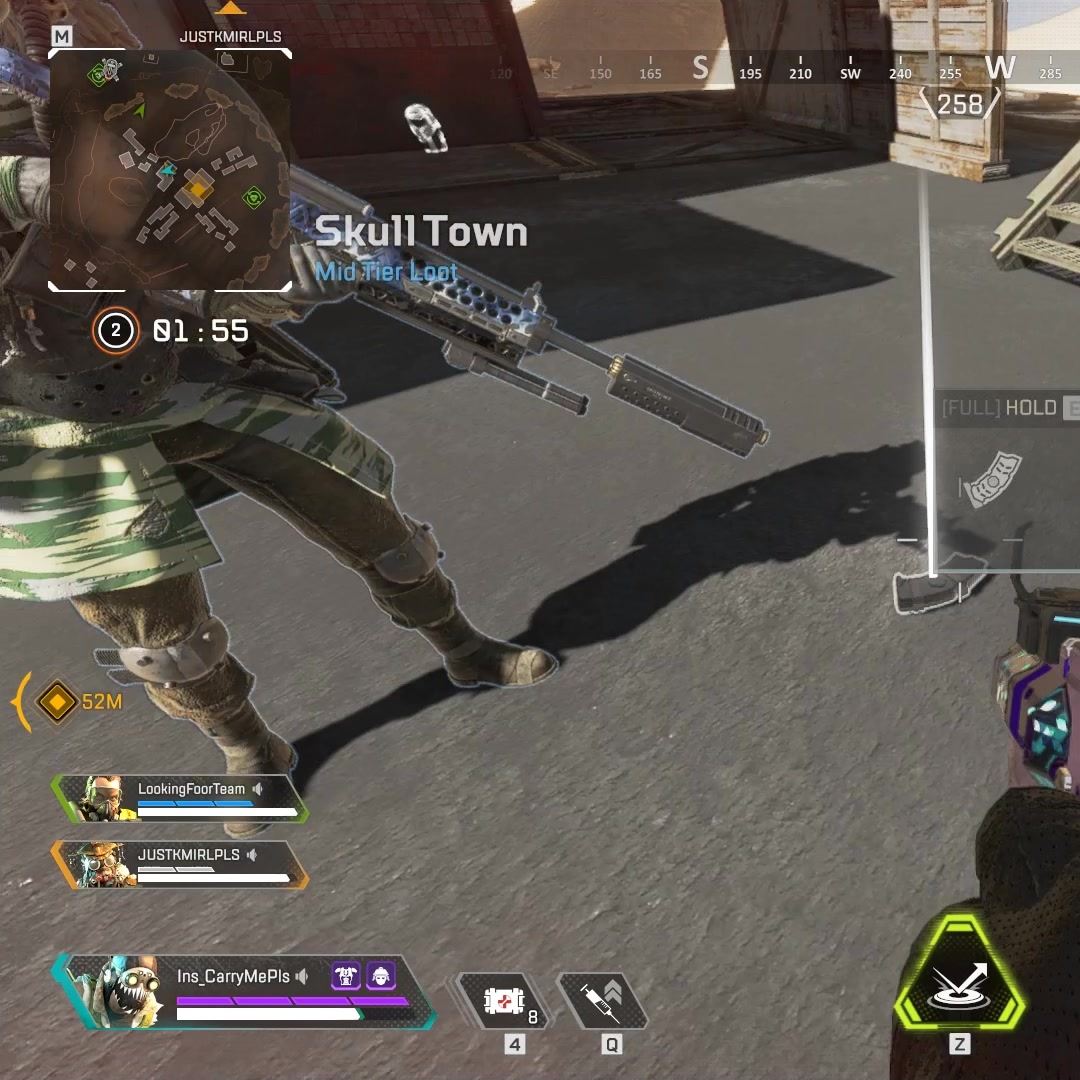 M
JUSTKMIRLPLS
120 SE 150 165 S 195 210 SW 240 255 W 285
258
Skull Town
Mid Tier Loot
2 01:55
[FULL] HOLD E
52M
LookingFoorTeam
JUSTKMIRLPLS
Ins_CarryMePls
8
4
Q
Z